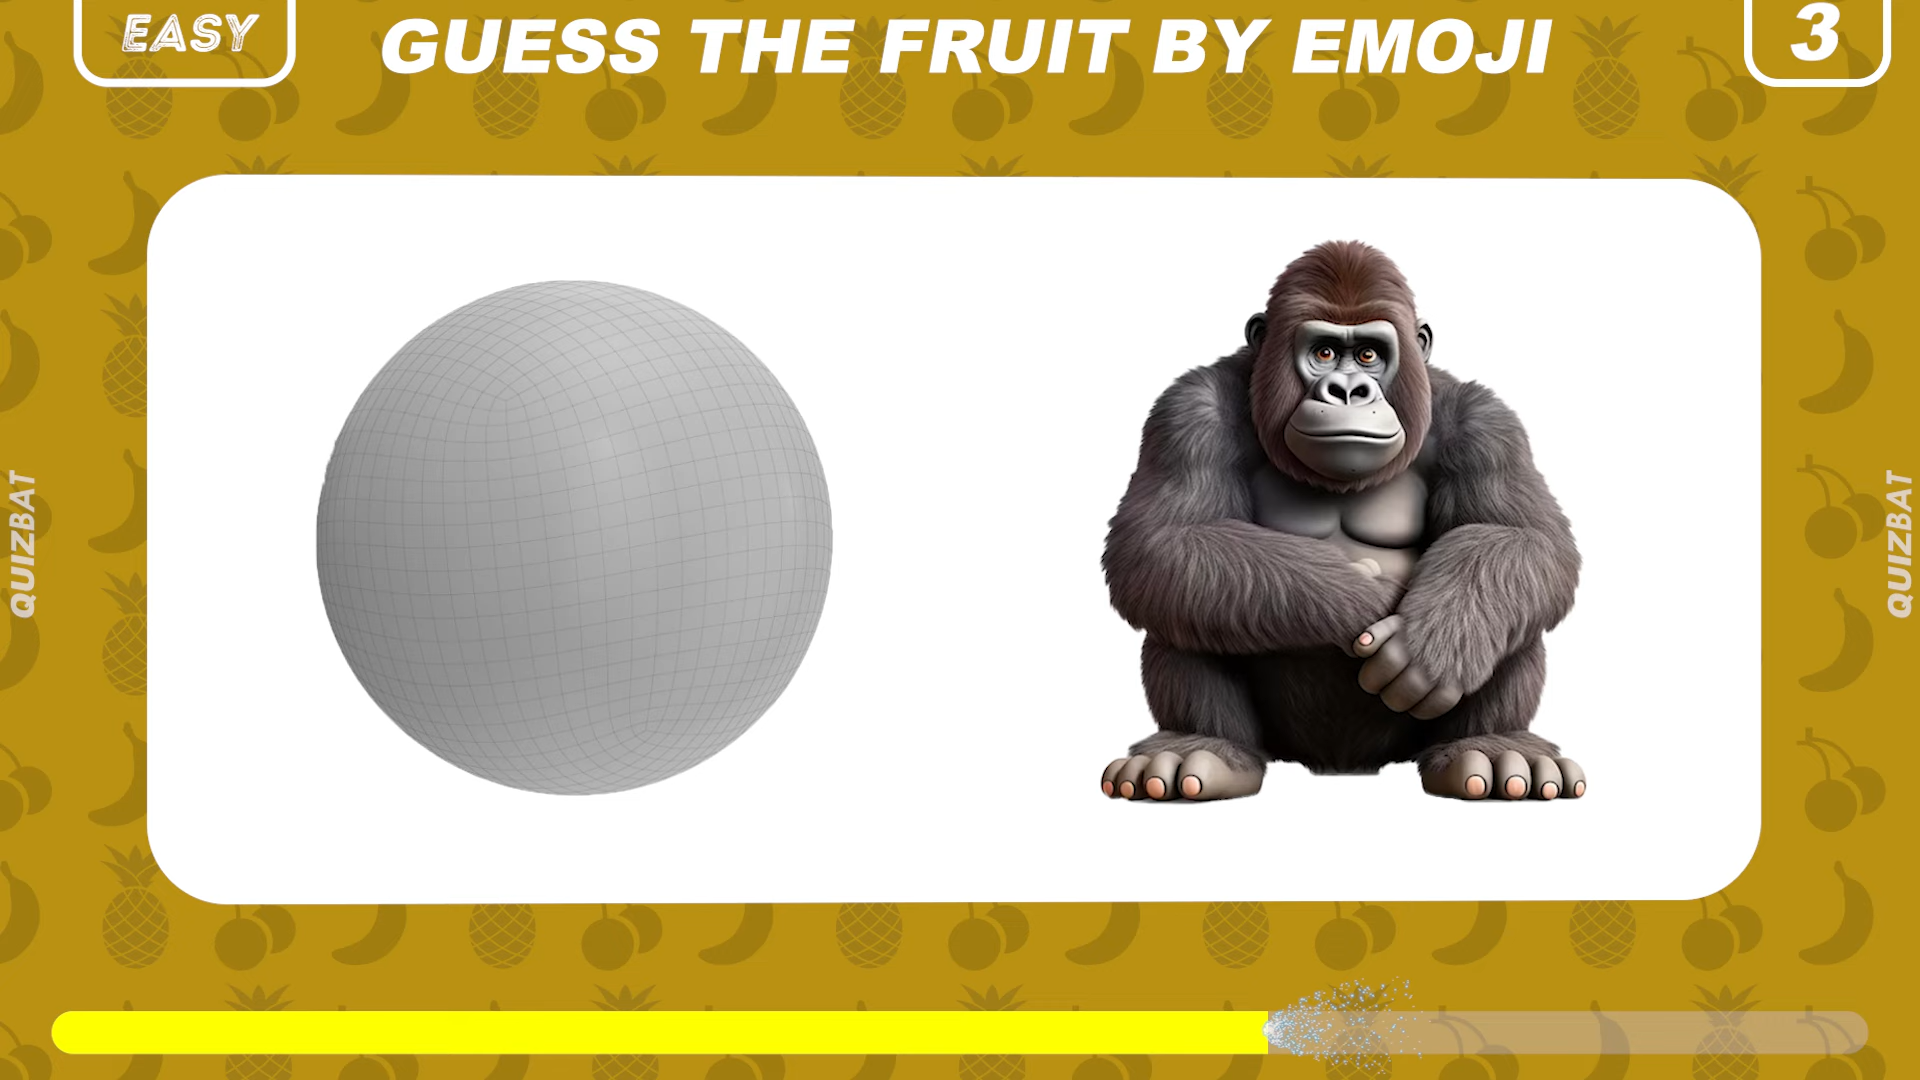 EASY
GUESS THE FRUIT BY EMOJI
3
QUIZBAT
QUIZBAT